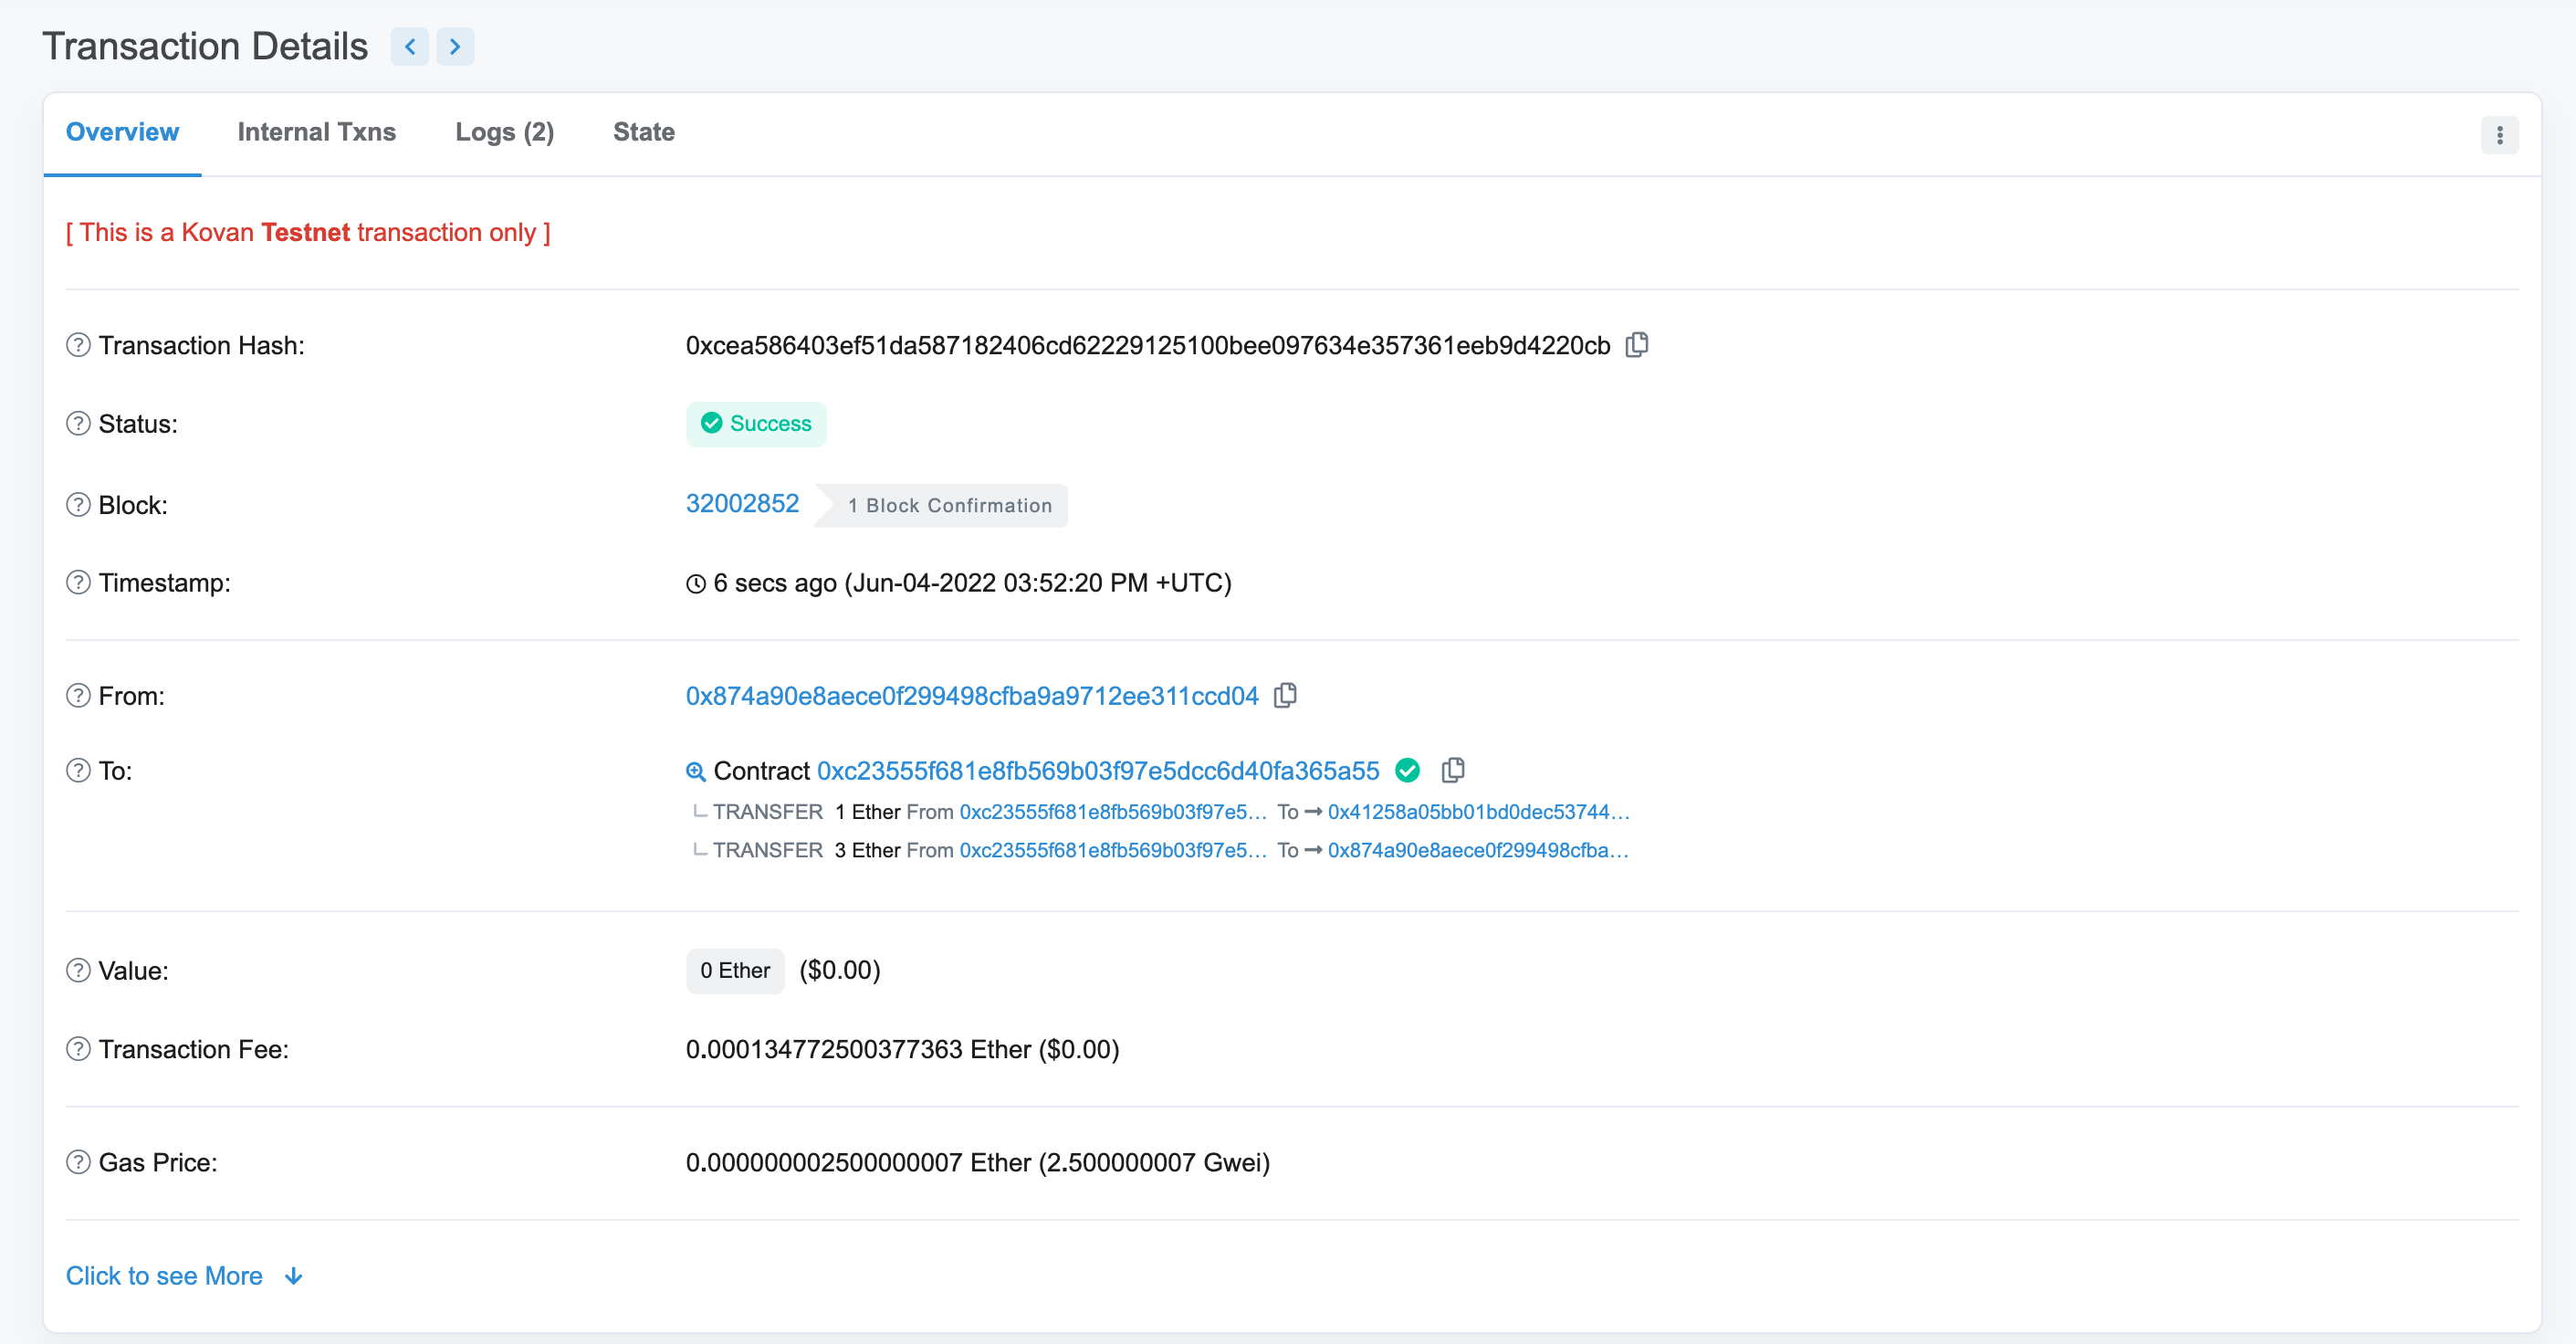 Transaction Details
Overview Internal Txns Logs (2) State
[ This is a Kovan Testnet transaction only ]
Transaction Hash: 0xcea586403ef51da587182406cd62229125100bee097634e357361eeb9d4220cb
Status: Success
Block: 32002852 1 Block Confirmation
Timestamp: 6 secs ago (Jun-04-2022 03:52:20 PM +UTC)
From: 0x874a90e8aece0f299498cfba9a9712ee311ccd04
To: Contract 0xc23555f681e8fb569b03f97e5dcc6d40fa365a55
TRANSFER 1 Ether From 0xc23555f681e8fb569b03f97e5... To → 0x41258a05bb01bd0dec53744...
TRANSFER 3 Ether From 0xc23555f681e8fb569b03f97e5... To → 0x874a90e8aece0f299498cfba...
Value: 0 Ether ($0.00)
Transaction Fee: 0.000134772500377363 Ether ($0.00)
Gas Price: 0.000000002500000007 Ether (2.500000007 Gwei)
Click to see More ↓